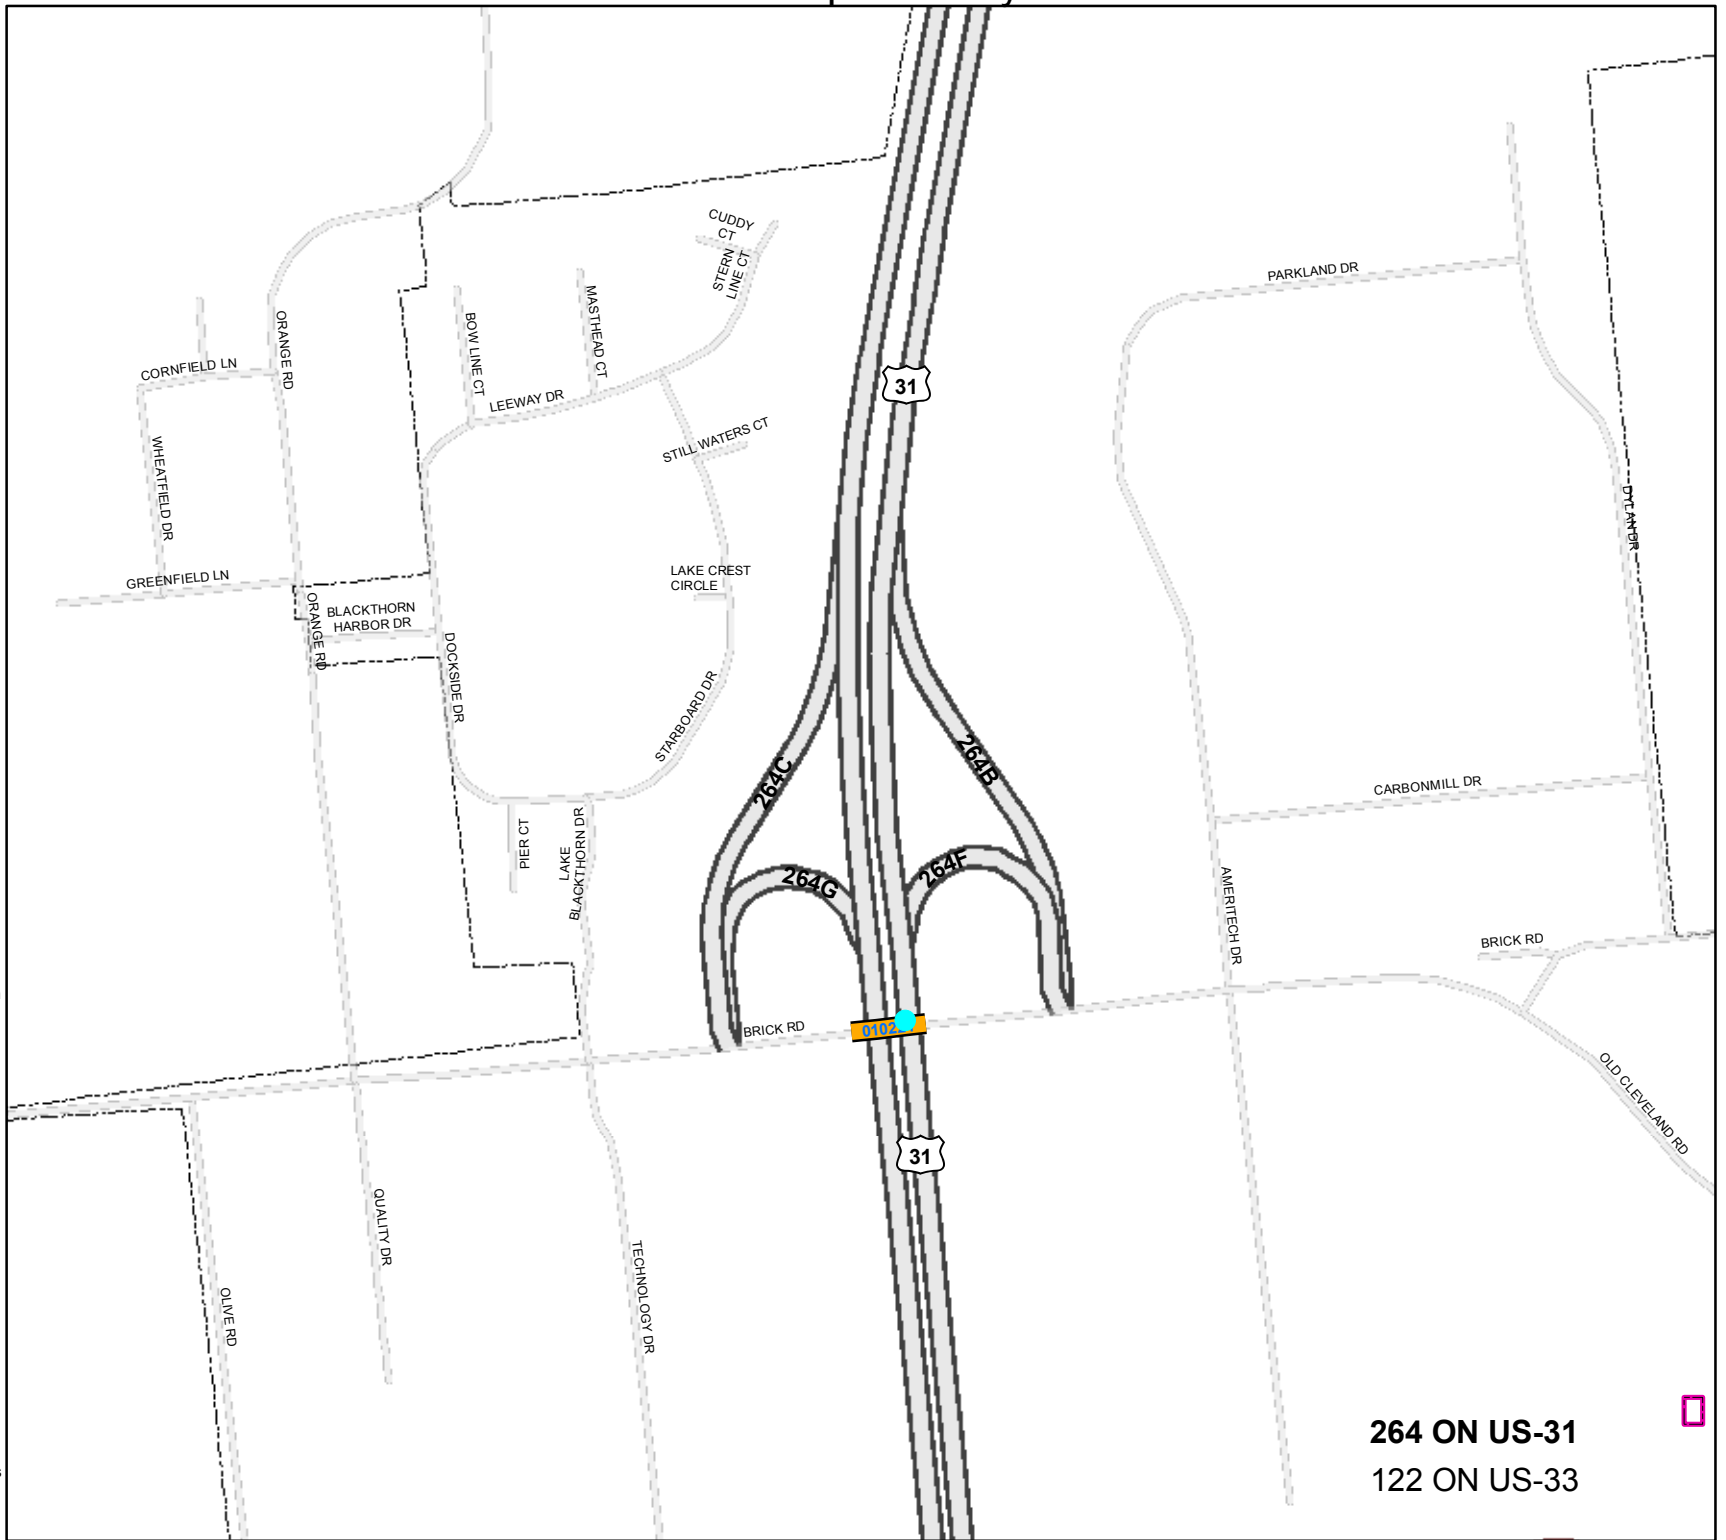 CUDDY
CT
STERN
LINE CT
PARKLAND DR
MASTHEAD CT
BOW LINE CT
ORANGE RD
CORNFIELD LN
31
LEEWAY DR
STILL WATERS CT
WHEATFIELD DR
DYLAN DR
GREENFIELD LN
LAKE CREST
CIRCLE
ORANGE RD
BLACKTHORN
HARBOR DR
DOCKSIDE DR
STARBOARD DR
264C
264B
CARBONMILL DR
PIER CT
LAKE
BLACKTHORN DR
264G
264F
AMERITECH DR
BRICK RD
BRICK RD
OLD CLEVELAND RD
31
QUALITY DR
TECHNOLOGY DR
OLIVE RD
264 ON US-31
122 ON US-33